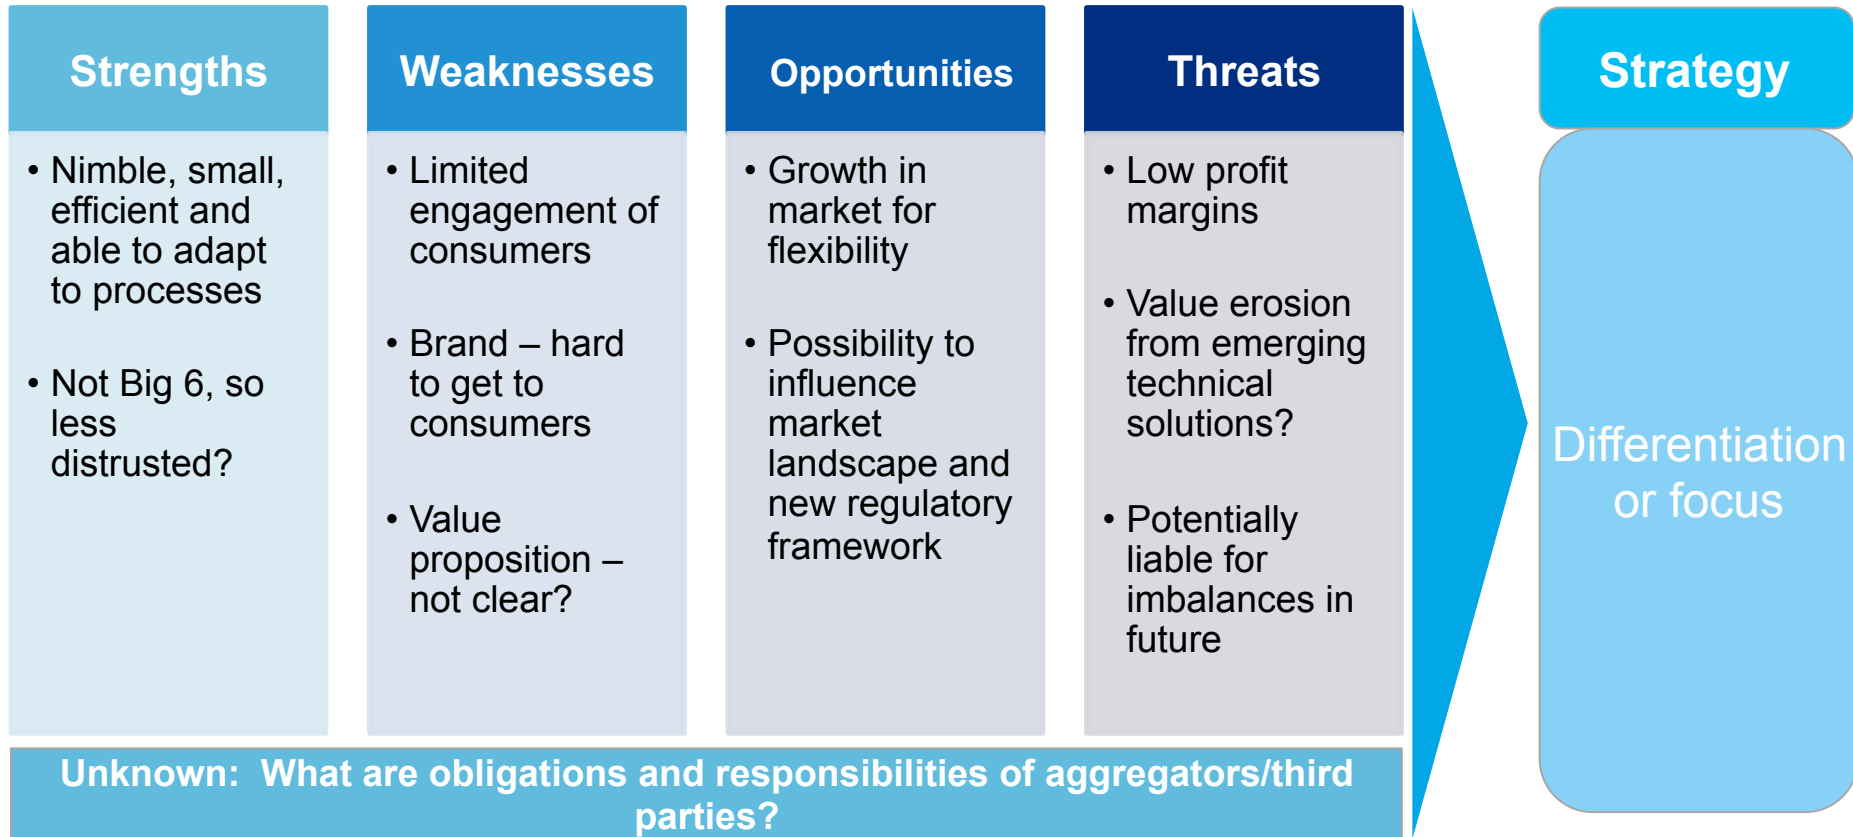 Strengths
• Nimble, small,
efficient and
able to adapt
to processes
• Not Big 6, so
less
distrusted?
Weaknesses
• Limited
engagement of
consumers
• Brand – hard
to get to
consumers
• Value
proposition –
not clear?
Opportunities
• Growth in
market for
flexibility
• Possibility to
influence
market
landscape and
new regulatory
framework
Threats
• Low profit
margins
• Value erosion
from emerging
technical
solutions?
• Potentially
liable for
imbalances in
future
Unknown:  What are obligations and responsibilities of aggregators/third
parties?
Strategy
Differentiation
or focus